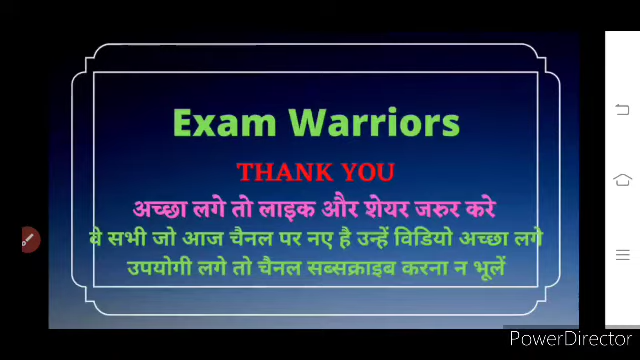 Exam Warriors
THANK YOU
अच्छा लगे तो लाइक और शेयर जरुर करे
वे सभी जो आज चैनल पर नए है उन्हें विडियो अच्छा लगे
उपयोगी लगे तो चैनल सब्सक्राइब करना न भूलें
PowerDirector